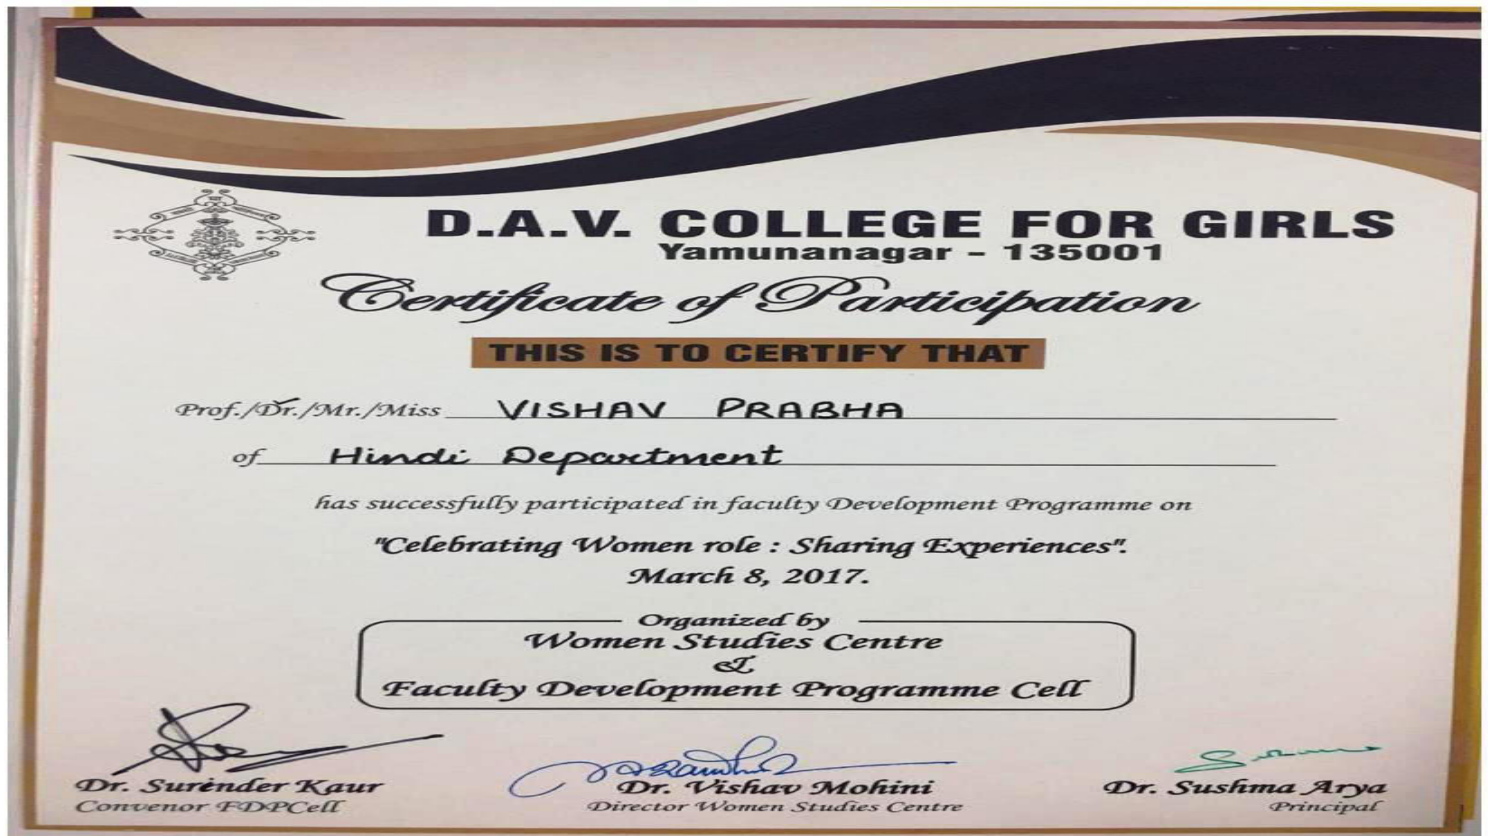 D.A.V. COLLEGE FOR GIRLS
Yamunanagar - 135001
Certificate of Participation
THIS IS TO CERTIFY THAT
Prof./Dr./Mr./Miss VISHAV PRABHA
of Hindi Department
has successfully participated in faculty Development Programme on
"Celebrating Women role : Sharing Experiences".
March 8, 2017.
Organized by
Women Studies Centre
&
Faculty Development Programme Cell
Dr. Surinder Kaur
Convenor FDPCell
Dr. Vishav Mohini
Director Women Studies Centre
Dr. Sushma Arya
Principal